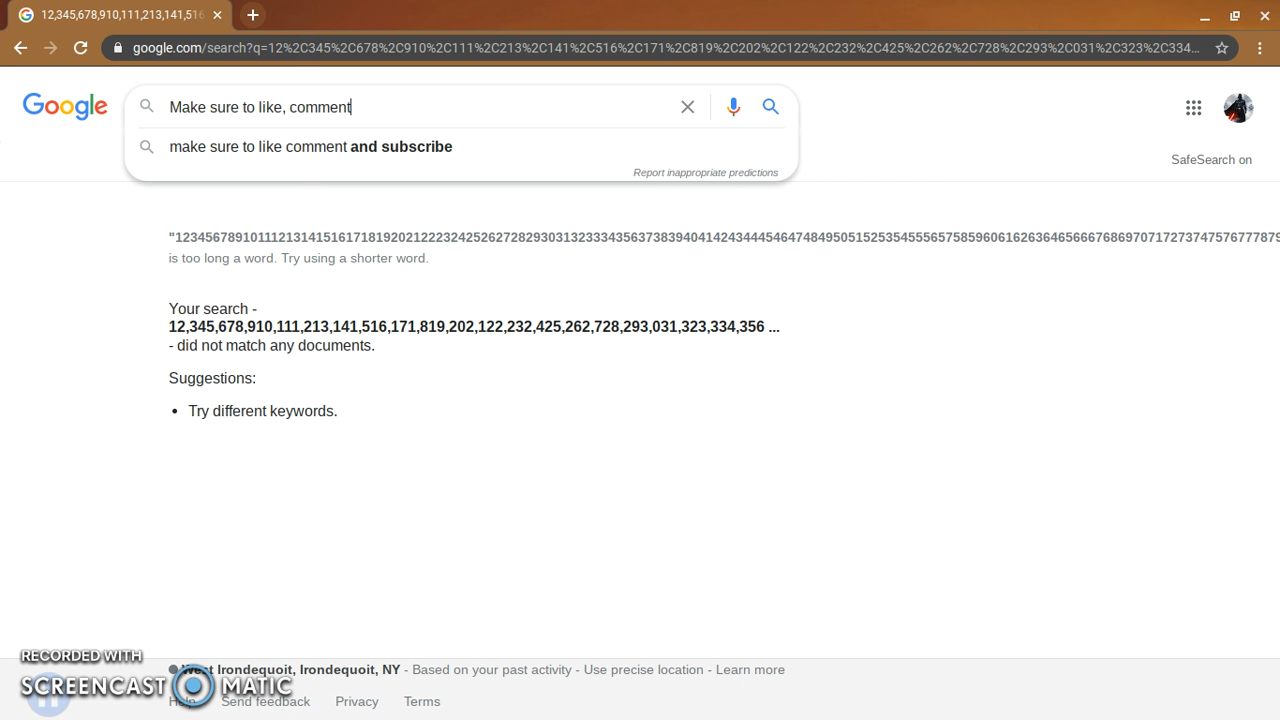 12,345,678,910,111,213,141,516
google.com/search?q=12%2C345%2C678%2C910%2C111%2C213%2C141%2C516%2C171%2C819%2C202%2C122%2C232%2C425%2C262%2C728%2C293%2C031%2C323%2C334...
Google
Make sure to like, comment
make sure to like comment and subscribe
Report inappropriate predictions
SafeSearch on
"1234567891011121314151617181920212223242526272829303132333435363738394041424344454647484950515253545556575859606162636465666768697071727374757677787
is too long a word. Try using a shorter word.
Your search -
12,345,678,910,111,213,141,516,171,819,202,122,232,425,262,728,293,031,323,334,356 ...
- did not match any documents.
Suggestions:
• Try different keywords.
RECORDED WITH
West Irondequoit, Irondequoit, NY - Based on your past activity - Use precise location - Learn more
SCREENCAST MATIC
Help Send feedback Privacy Terms